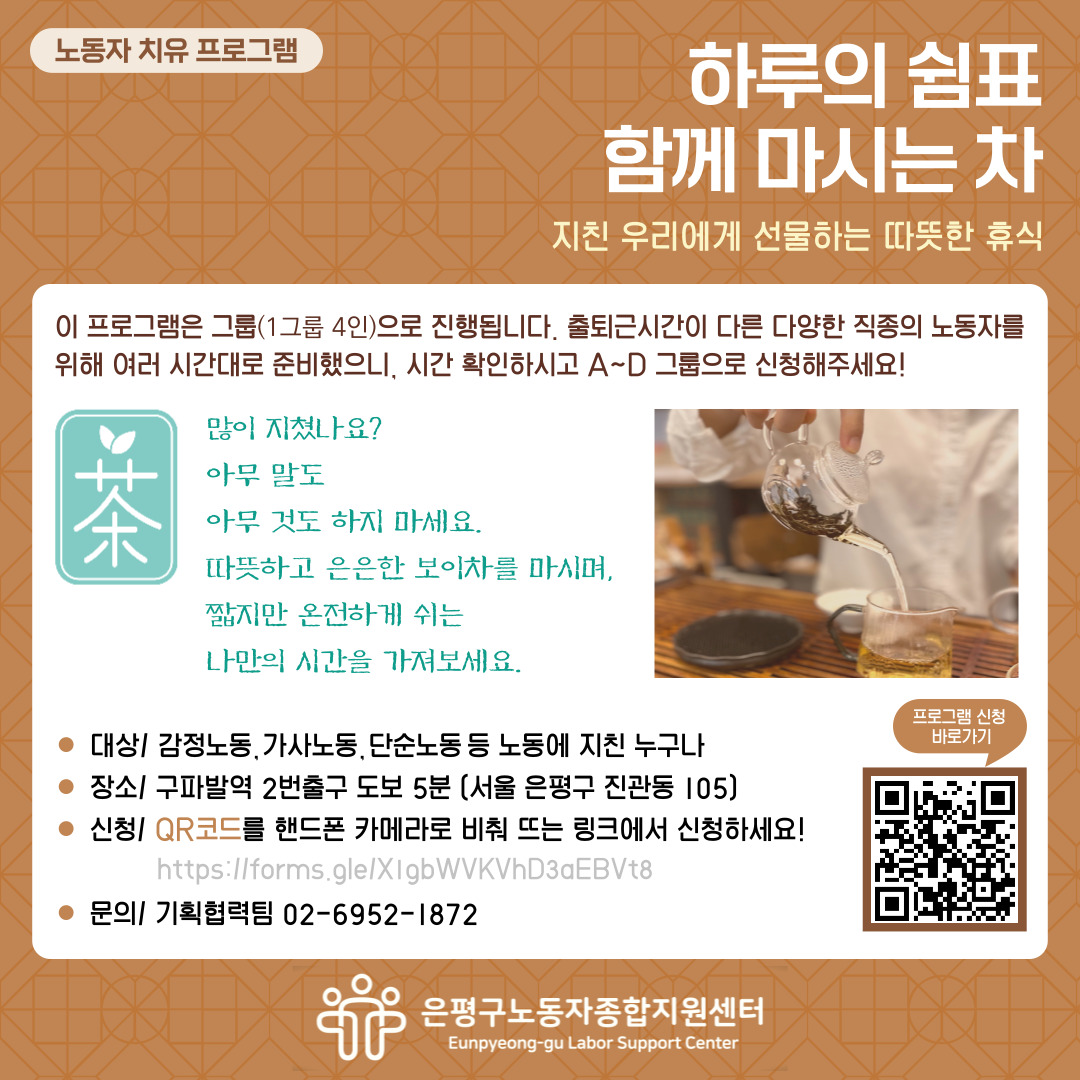 노동자 치유 프로그램
하루의 쉼표
함께 마시는 차
지친 우리에게 선물하는 따뜻한 휴식
이 프로그램은 그룹(1그룹 4인)으로 진행됩니다. 출퇴근시간이 다른 다양한 직종의 노동자를
위해 여러 시간대로 준비했으니, 시간 확인하시고 A~D 그룹으로 신청해주세요!
茶
많이 지쳤나요?
아무 말도
아무 것도 하지 마세요.
따뜻하고 은은한 보이차를 마시며,
짧지만 온전하게 쉬는
나만의 시간을 가져보세요.
프로그램 신청
바로가기
● 대상/ 감정노동,가사노동,단순노동 등 노동에 지친 누구나
● 장소/ 구파발역 2번출구 도보 5분 (서울 은평구 진관동 105)
● 신청/ QR코드를 핸드폰 카메라로 비춰 뜨는 링크에서 신청하세요!
https://forms.gle/X1gbWVKVhD3aEBVt8
● 문의/ 기획협력팀 02-6952-1872
은평구노동자종합지원센터
Eunpyeong-gu Labor Support Center